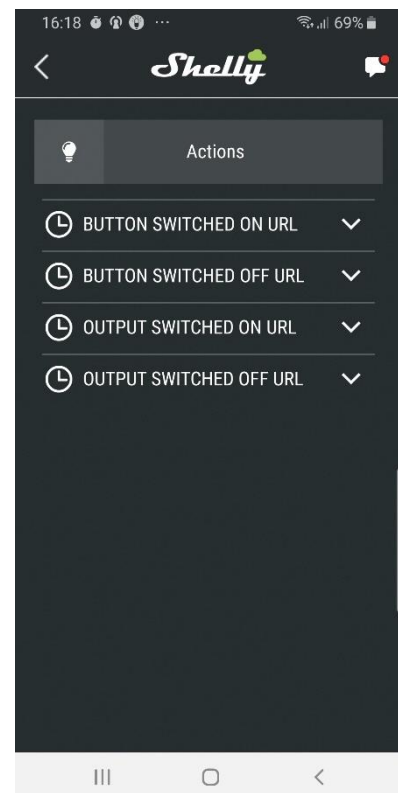 16:18 ... 69%
Shelly
Actions
BUTTON SWITCHED ON URL
BUTTON SWITCHED OFF URL
OUTPUT SWITCHED ON URL
OUTPUT SWITCHED OFF URL